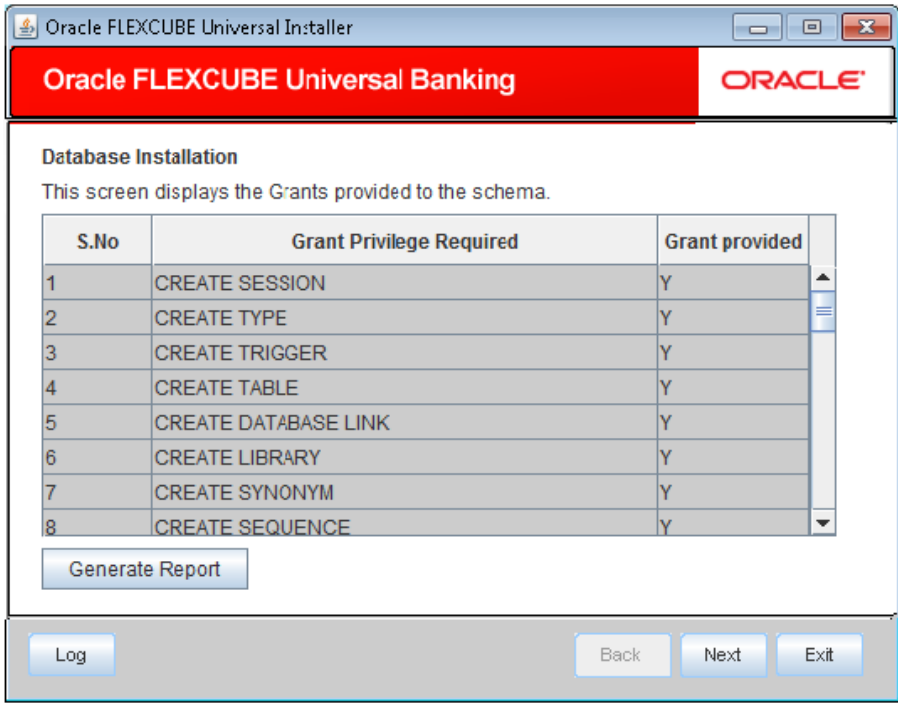 Oracle FLEXCUBE Universal Installer
Oracle FLEXCUBE Universal Banking
ORACLE
Database Installation
This screen displays the Grants provided to the schema.
S.No Grant Privilege Required Grant provided
1 CREATE SESSION Y
2 CREATE TYPE Y
3 CREATE TRIGGER Y
4 CREATE TABLE Y
5 CREATE DATABASE LINK Y
6 CREATE LIBRARY Y
7 CREATE SYNONYM Y
8 CREATE SEQUENCE Y
Generate Report
Log Back Next Exit